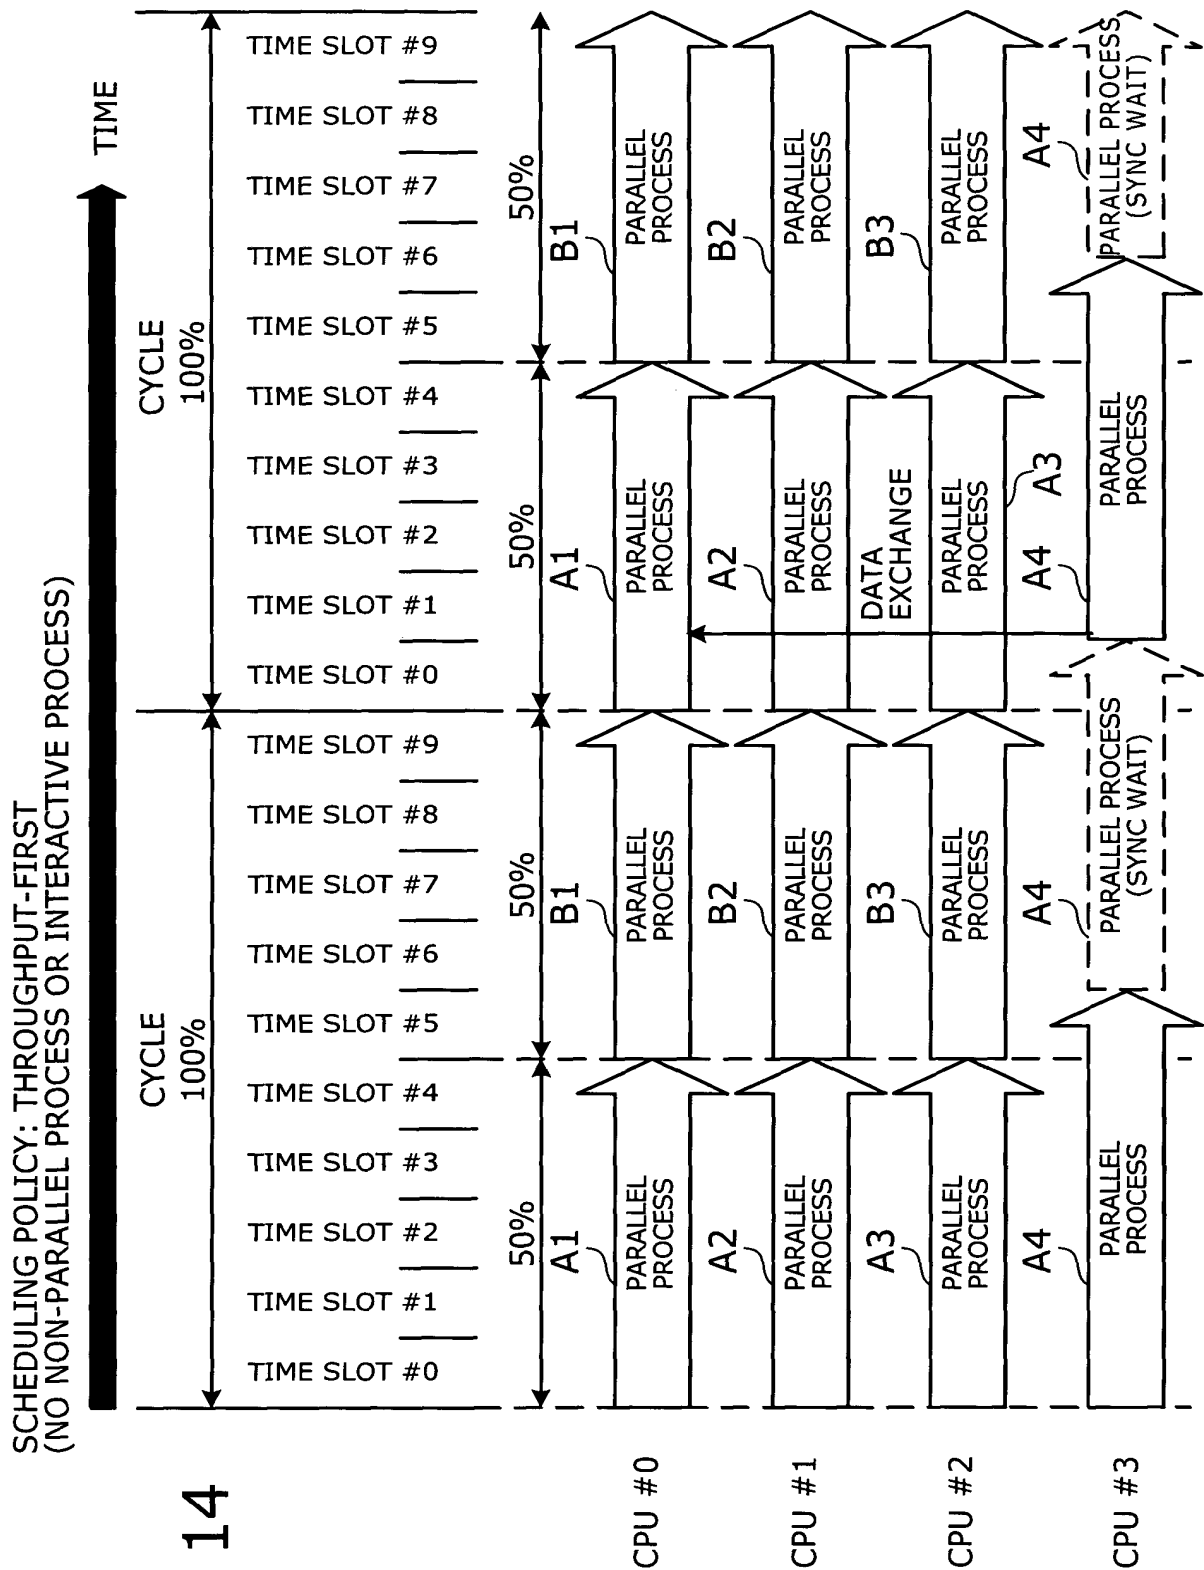 SCHEDULING POLICY: THROUGHPUT-FIRST
(NO NON-PARALLEL PROCESS OR INTERACTIVE PROCESS)
TIME
14
CYCLE
100%
CYCLE
100%
TIME SLOT #0
TIME SLOT #1
TIME SLOT #2
TIME SLOT #3
TIME SLOT #4
TIME SLOT #5
TIME SLOT #6
TIME SLOT #7
TIME SLOT #8
TIME SLOT #9
TIME SLOT #0
TIME SLOT #1
TIME SLOT #2
TIME SLOT #3
TIME SLOT #4
TIME SLOT #5
TIME SLOT #6
TIME SLOT #7
TIME SLOT #8
TIME SLOT #9
50%
50%
50%
50%
A1
B1
A1
B1
CPU #0
PARALLEL
PROCESS
PARALLEL
PROCESS
PARALLEL
PROCESS
PARALLEL
PROCESS
A2
B2
A2
B2
CPU #1
PARALLEL
PROCESS
PARALLEL
PROCESS
PARALLEL
PROCESS
PARALLEL
PROCESS
DATA
EXCHANGE
A3
B3
B3
CPU #2
PARALLEL
PROCESS
PARALLEL
PROCESS
PARALLEL
PROCESS
PARALLEL
PROCESS
A3
A4
A4
A4
A4
CPU #3
PARALLEL
PROCESS
PARALLEL PROCESS
(SYNC WAIT)
PARALLEL
PROCESS
PARALLEL PROCESS
(SYNC WAIT)